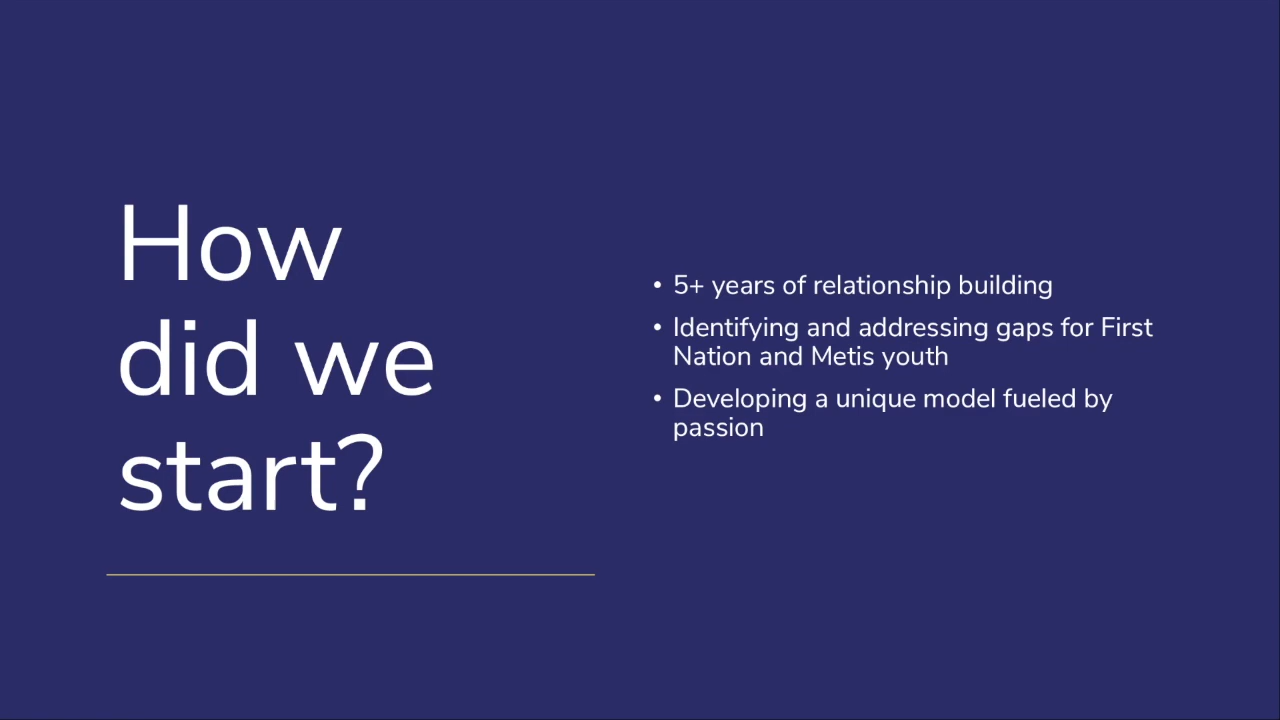 How
did we
start?
• 5+ years of relationship building
• Identifying and addressing gaps for First
Nation and Metis youth
• Developing a unique model fueled by
passion